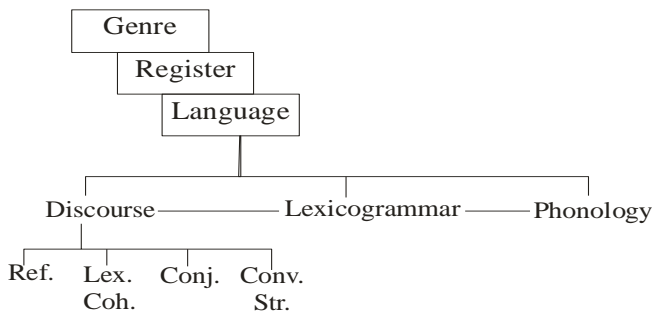 Genre
Register
Language
Discourse Lexicogrammar Phonology
Ref. Lex. Conj. Conv.
Coh. Str.